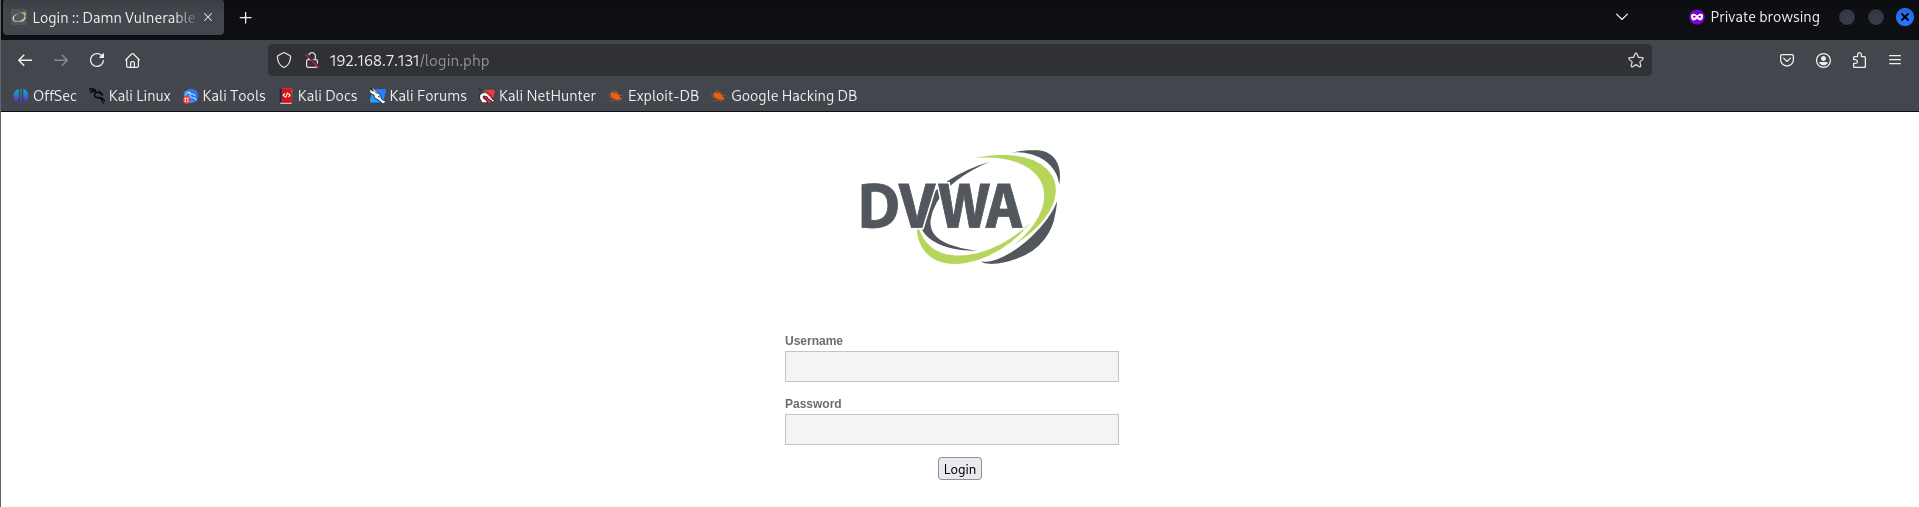 Login :: Damn Vulnerable
Private browsing
192.168.7.131/login.php
OffSec Kali Linux Kali Tools Kali Docs Kali Forums Kali NetHunter Exploit-DB Google Hacking DB
DVWA
Username
Password
Login